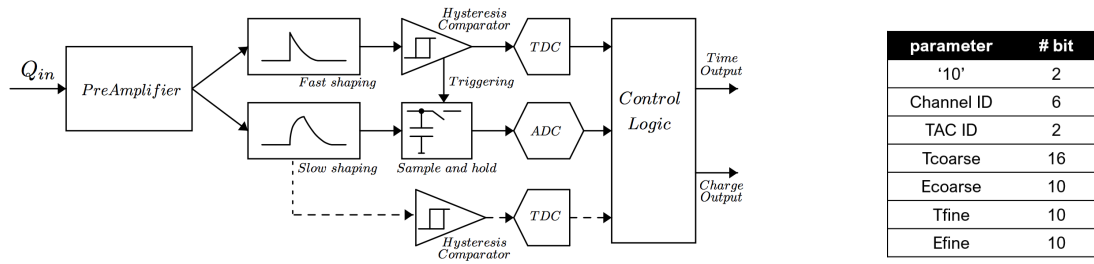 Hysteresis
Comparator
TDC
Fast shaping
Triggering
Q_in
PreAmplifier
Control
Logic
Time
Output
ADC
Slow shaping
Sample and hold
Charge
Output
TDC
Hysteresis
Comparator
parameter # bit
‘10’ 2
Channel ID 6
TAC ID 2
Tcoarse 16
Ecoarse 10
Tfine 10
Efine 10